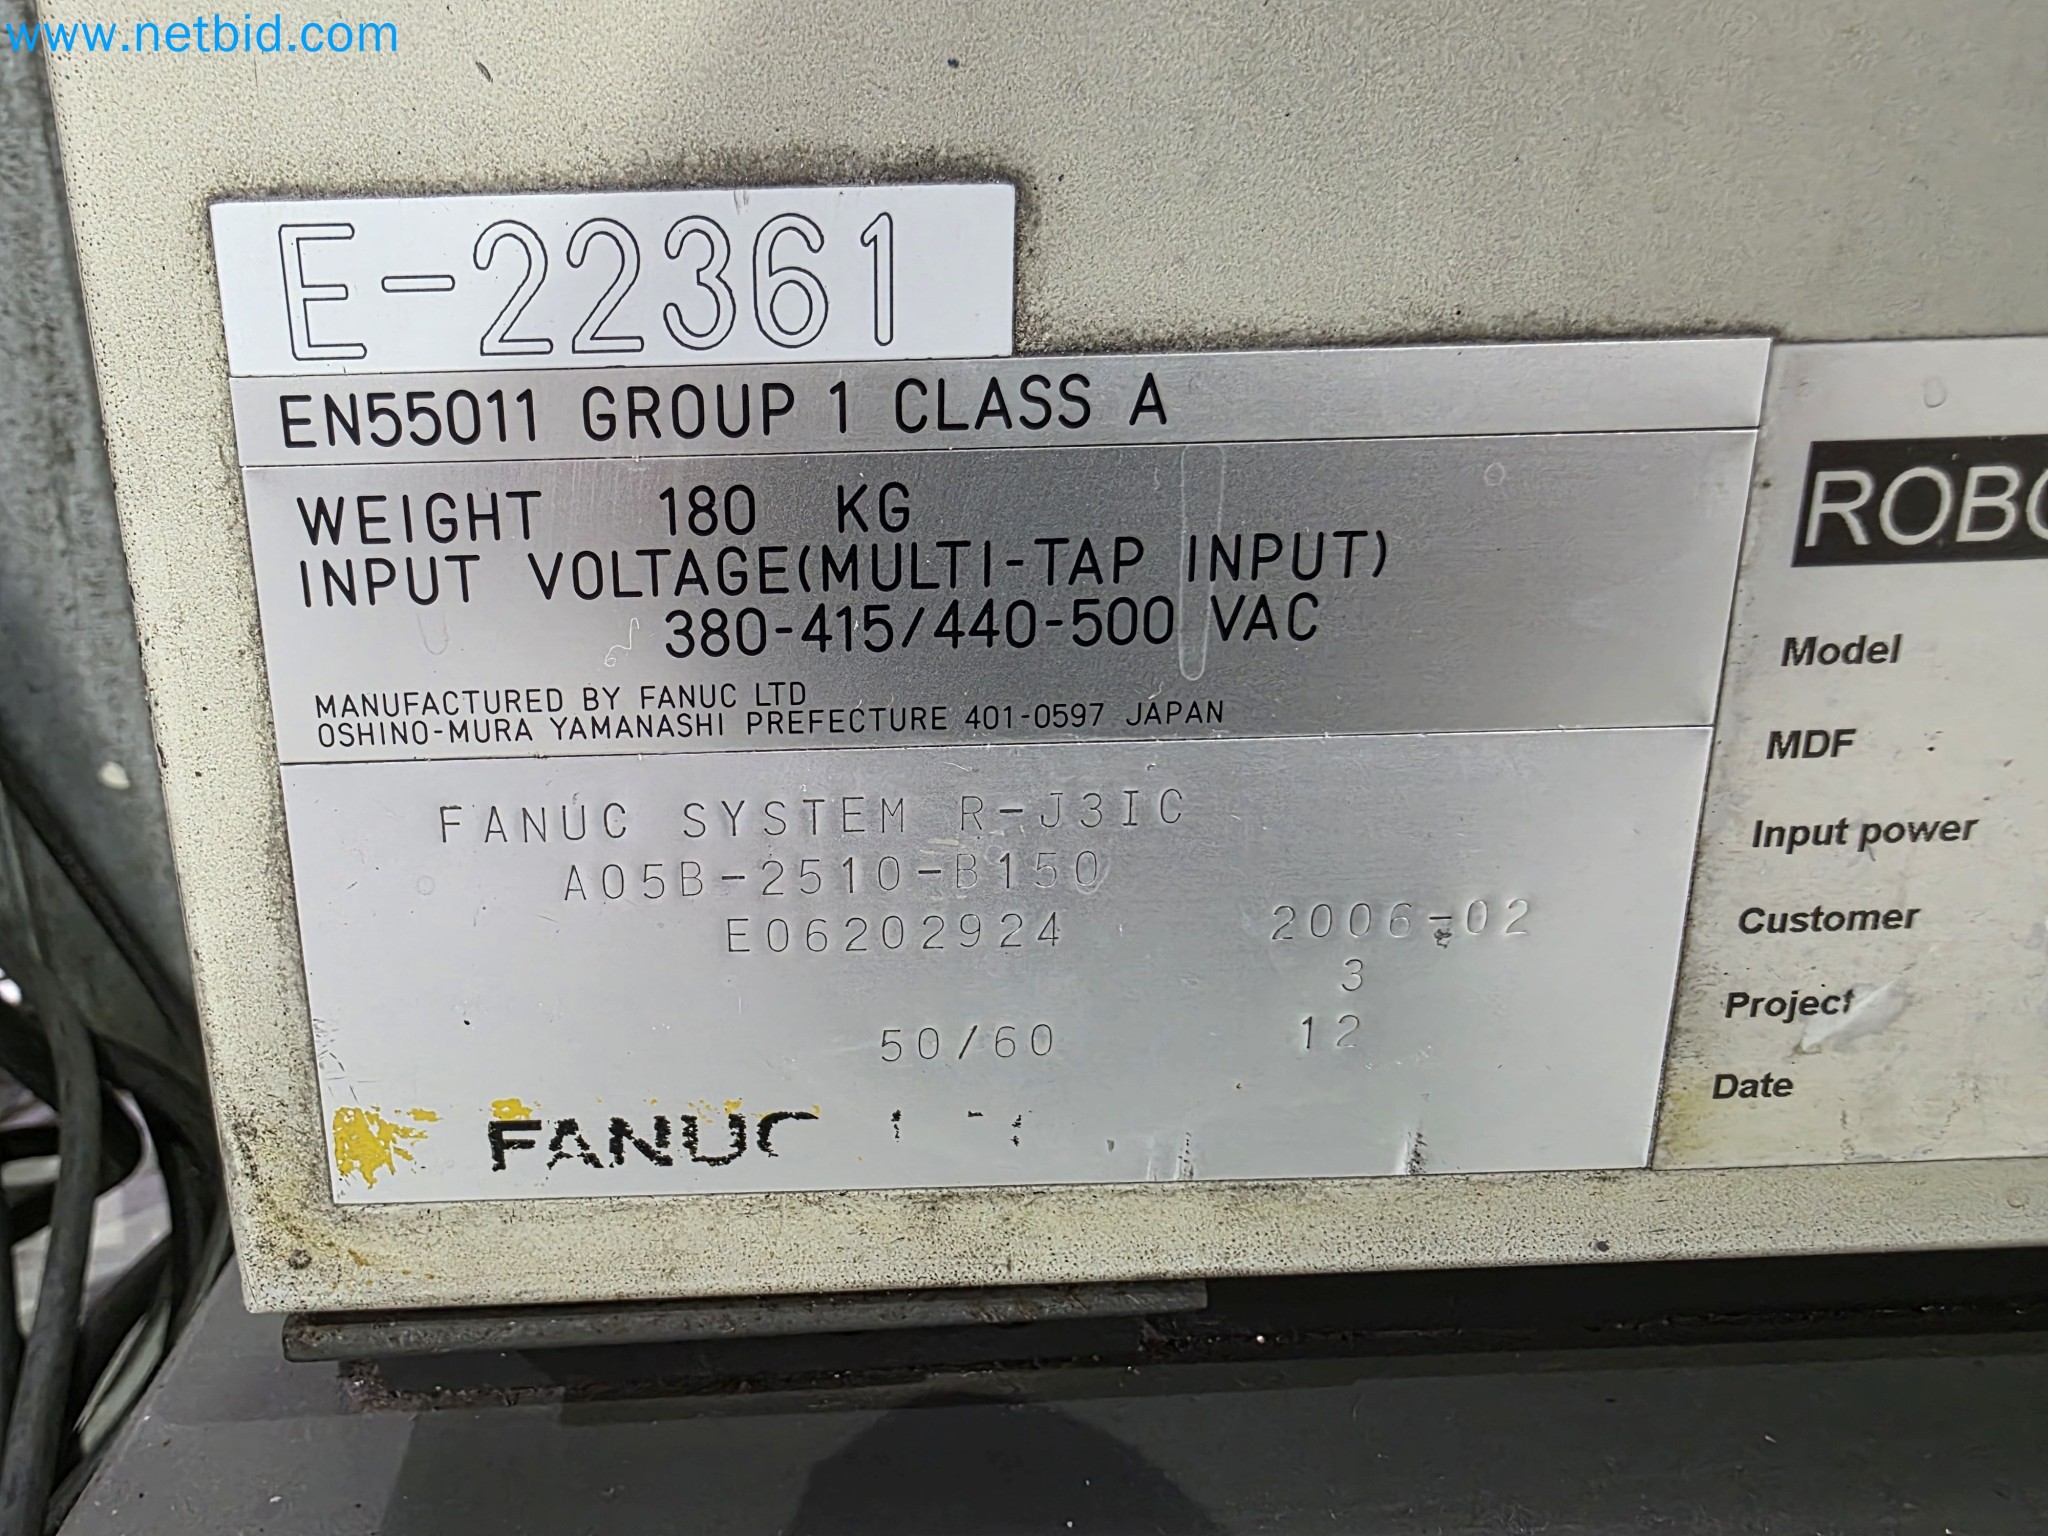 www.netbid.com
E-22361
EN55011 GROUP 1 CLASS A
WEIGHT 180 KG
INPUT VOLTAGE(MULTI-TAP INPUT)
380-415/440-500 VAC
MANUFACTURED BY FANUC LTD
OSHINO-MURA YAMANASHI PREFECTURE 401-0597 JAPAN
FANUC SYSTEM R-J3IC
A05B-2510-B150
E06202924 2006-02
3
50/60 12
FANUC
ROBO
Model
MDF :
Input power
Customer
Project
Date